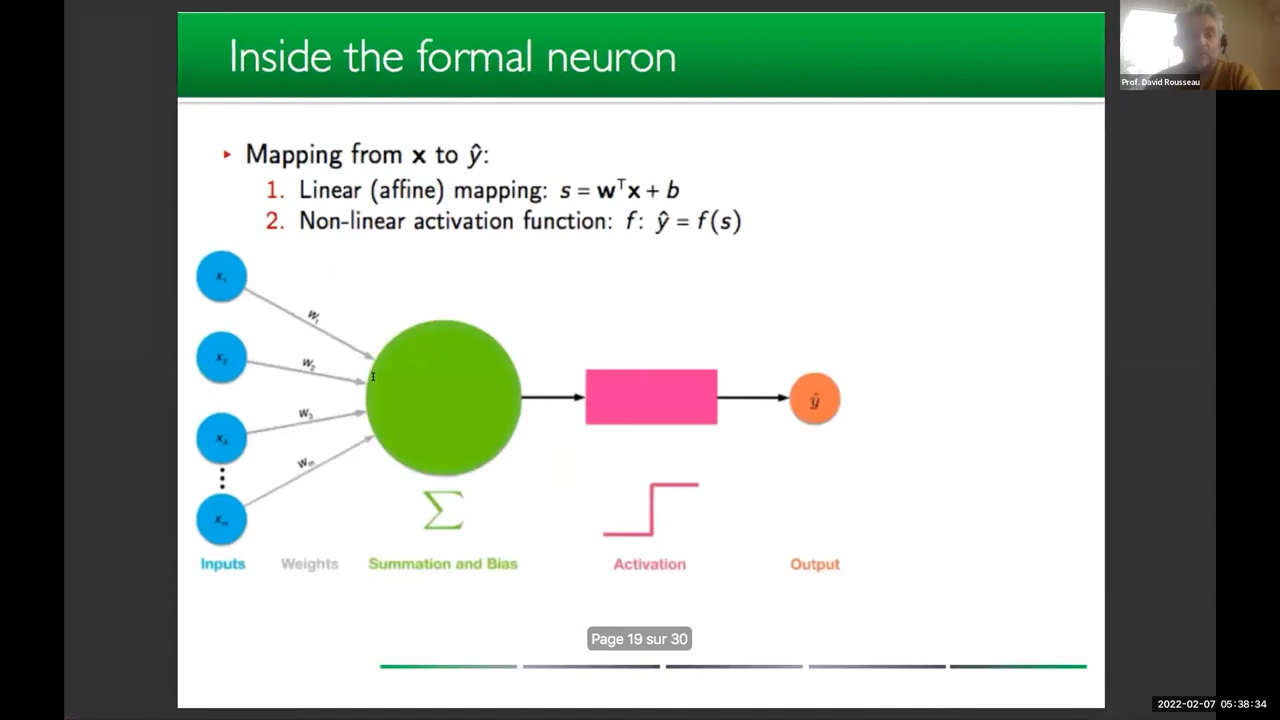 Inside the formal neuron
Prof. David Rousseau
Mapping from x to ŷ:
1. Linear (affine) mapping: s = wᵀx + b
2. Non-linear activation function: f: ŷ = f(s)
x₁
w₁
x₂
w₂
x₃
w₃
wₘ
xₘ
ŷ
Σ
Inputs Weights Summation and Bias Activation Output
Page 19 sur 30
2022-02-07 05:38:34